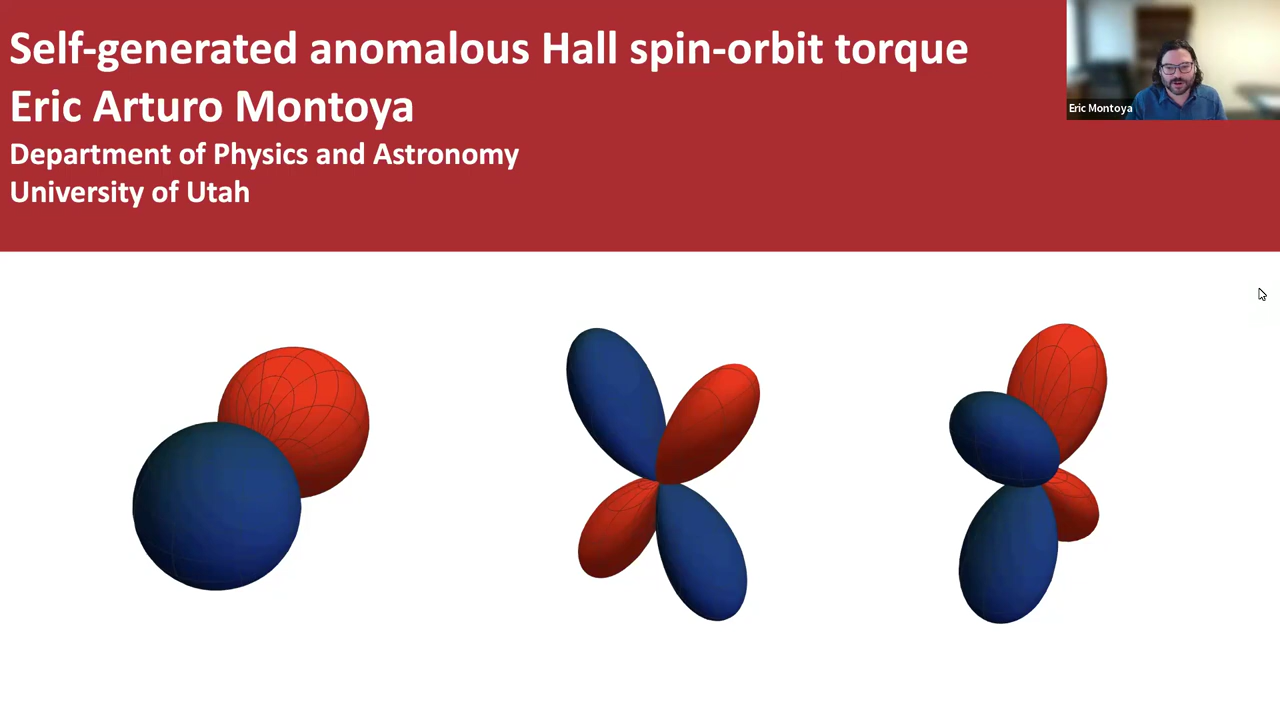 Self-generated anomalous Hall spin-orbit torque
Eric Arturo Montoya
Department of Physics and Astronomy
University of Utah
Eric Montoya